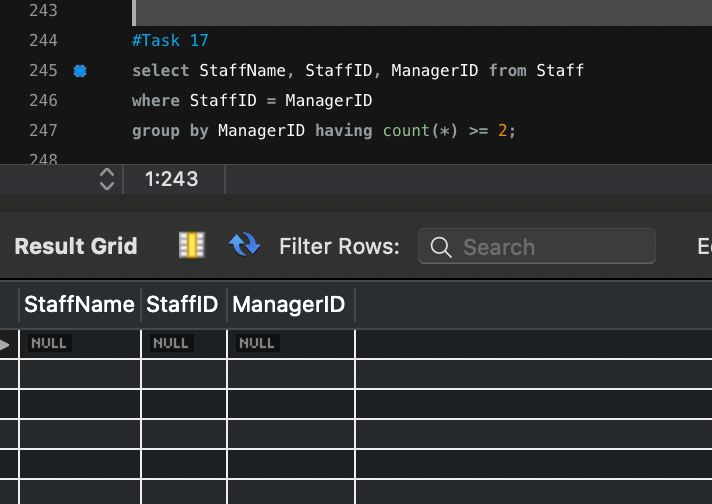 243
244 #Task 17
245 select StaffName, StaffID, ManagerID from Staff
246 where StaffID = ManagerID
247 group by ManagerID having count(*) >= 2;
248
1:243
Result Grid Filter Rows: Search
StaffName StaffID ManagerID
NULL NULL NULL